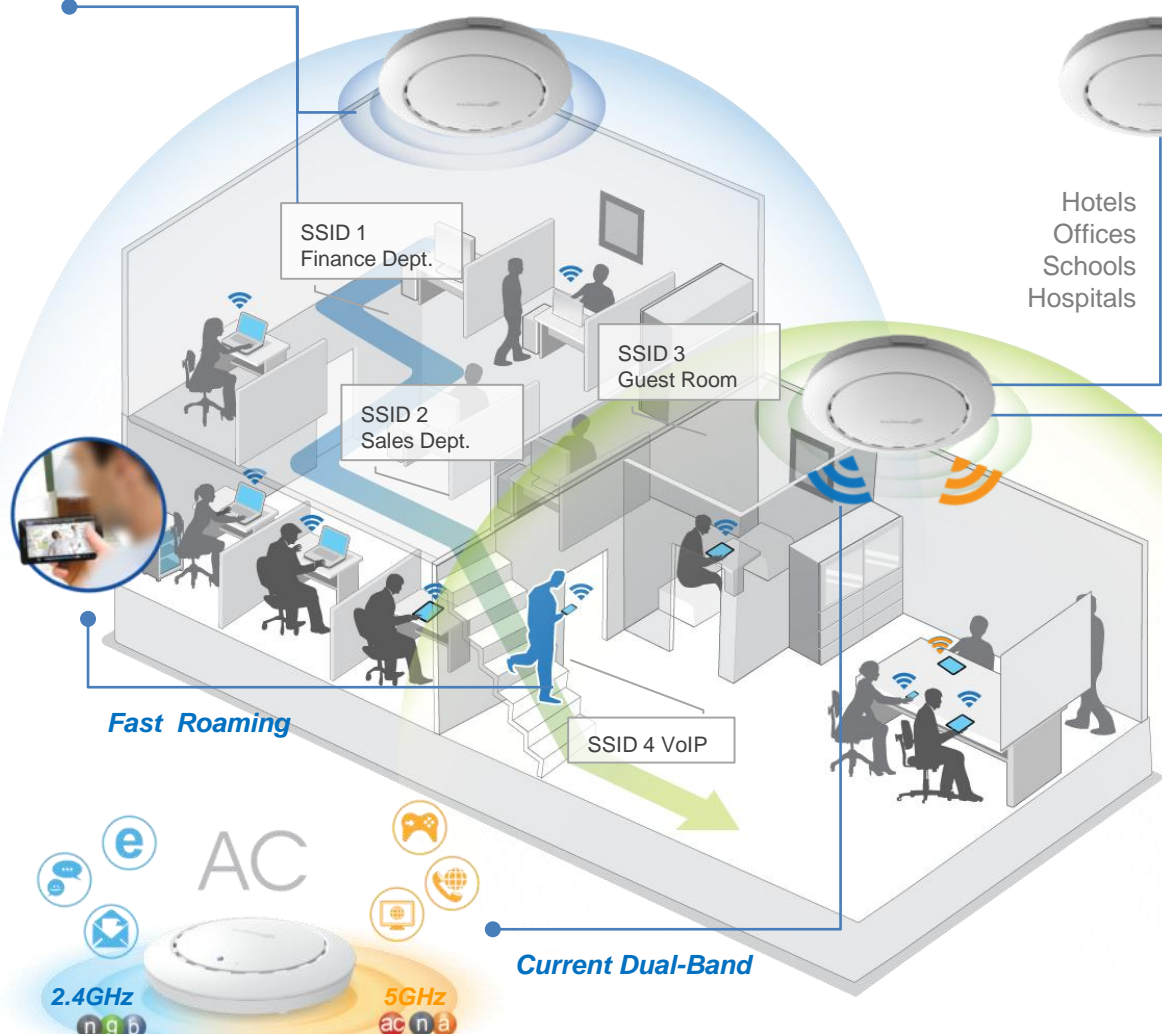 Hotels
Offices
Schools
Hospitals
SSID 1
Finance Dept.
SSID 3
Guest Room
SSID 2
Sales Dept.
Fast Roaming
SSID 4 VoIP
e
AC
Current Dual-Band
2.4GHz
5GHz
n g b
ac n a